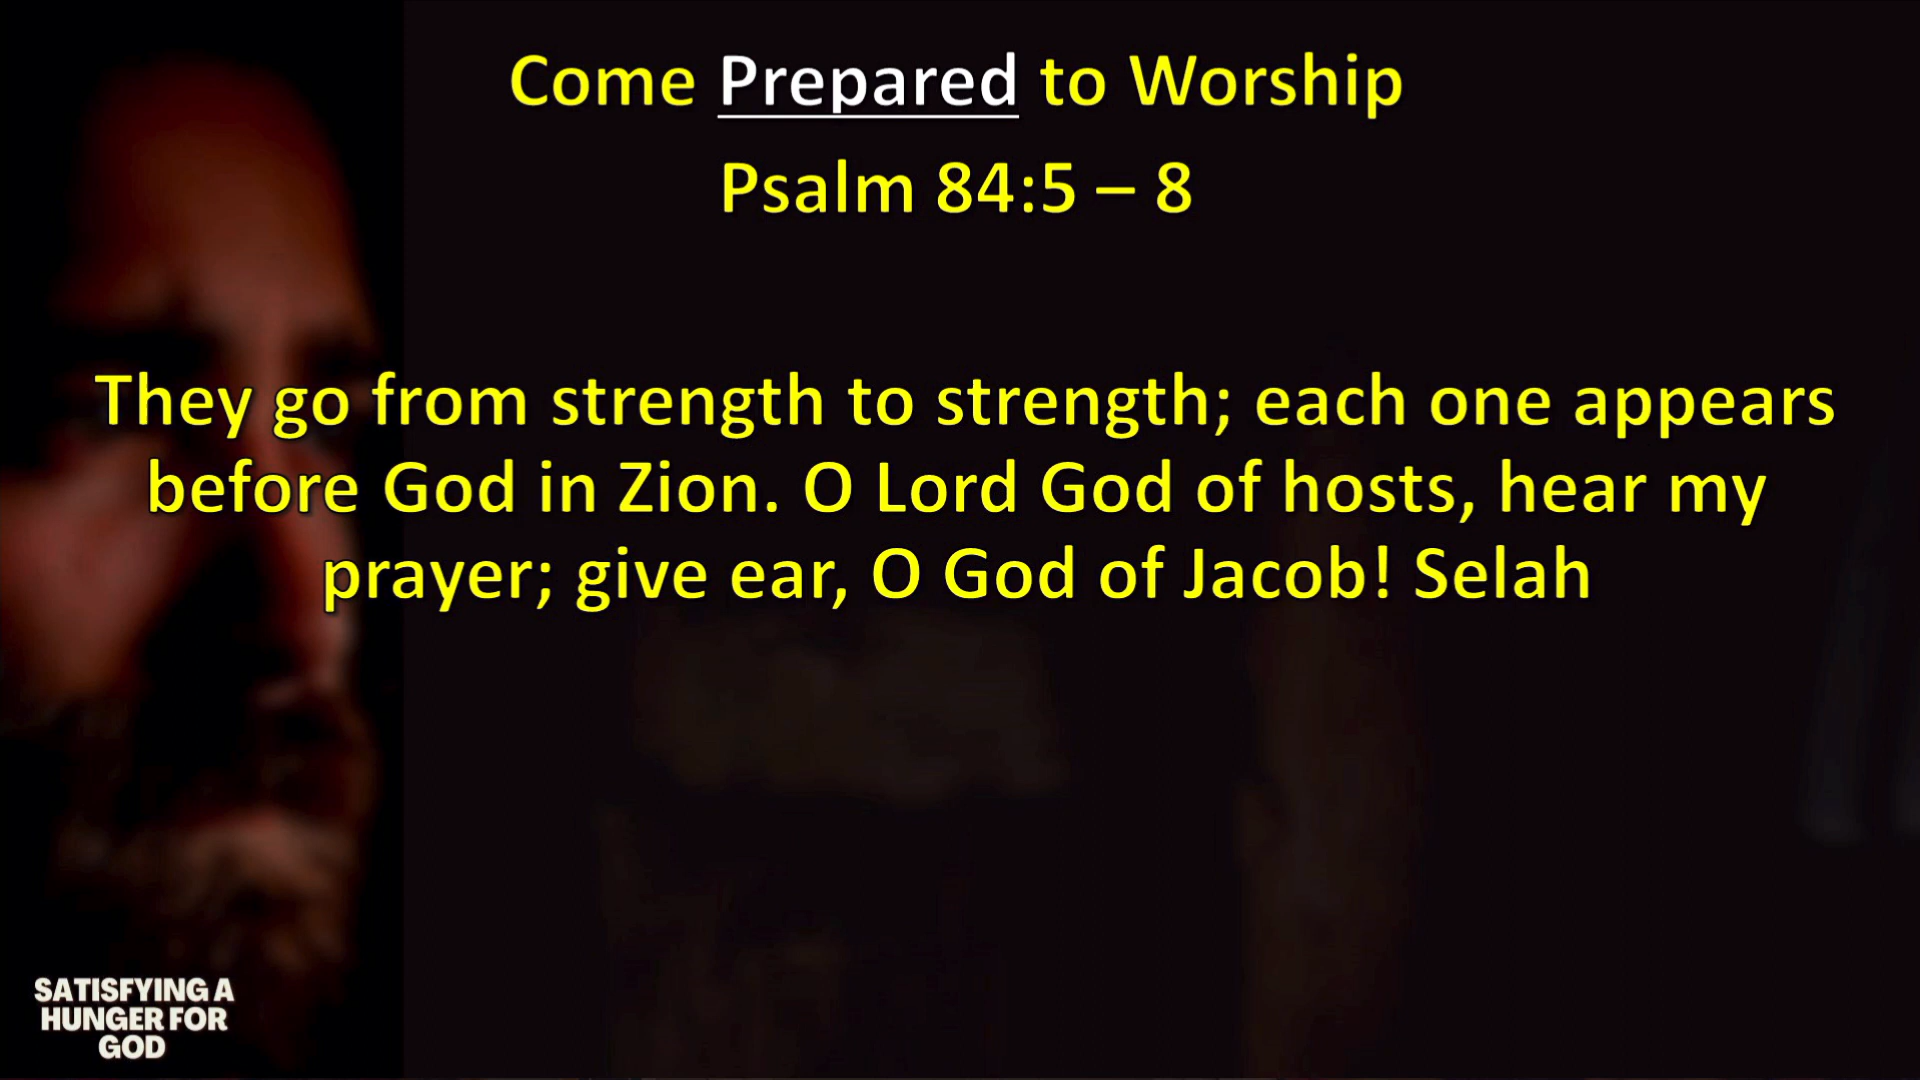 Come Prepared to Worship
Psalm 84:5 – 8
They go from strength to strength; each one appears
before God in Zion. O Lord God of hosts, hear my
prayer; give ear, O God of Jacob! Selah
SATISFYING A
HUNGER FOR
GOD